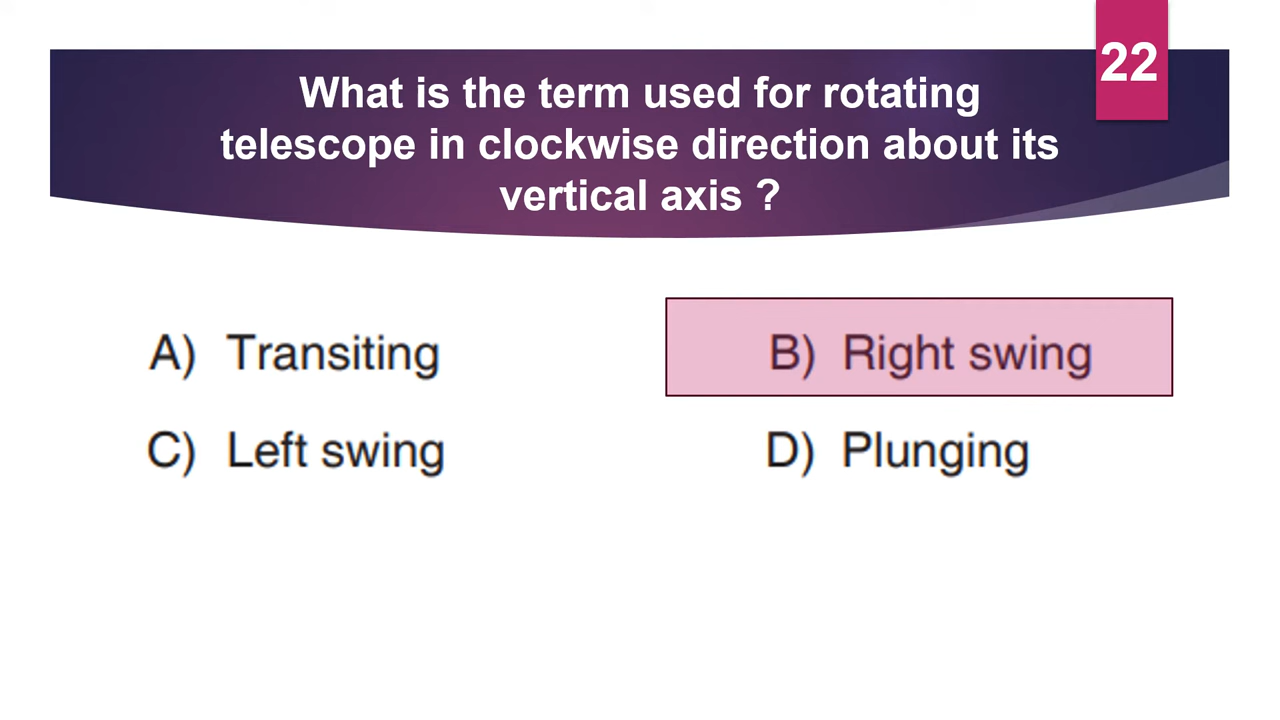 22
What is the term used for rotating
telescope in clockwise direction about its
vertical axis ?
A) Transiting
B) Right swing
C) Left swing
D) Plunging